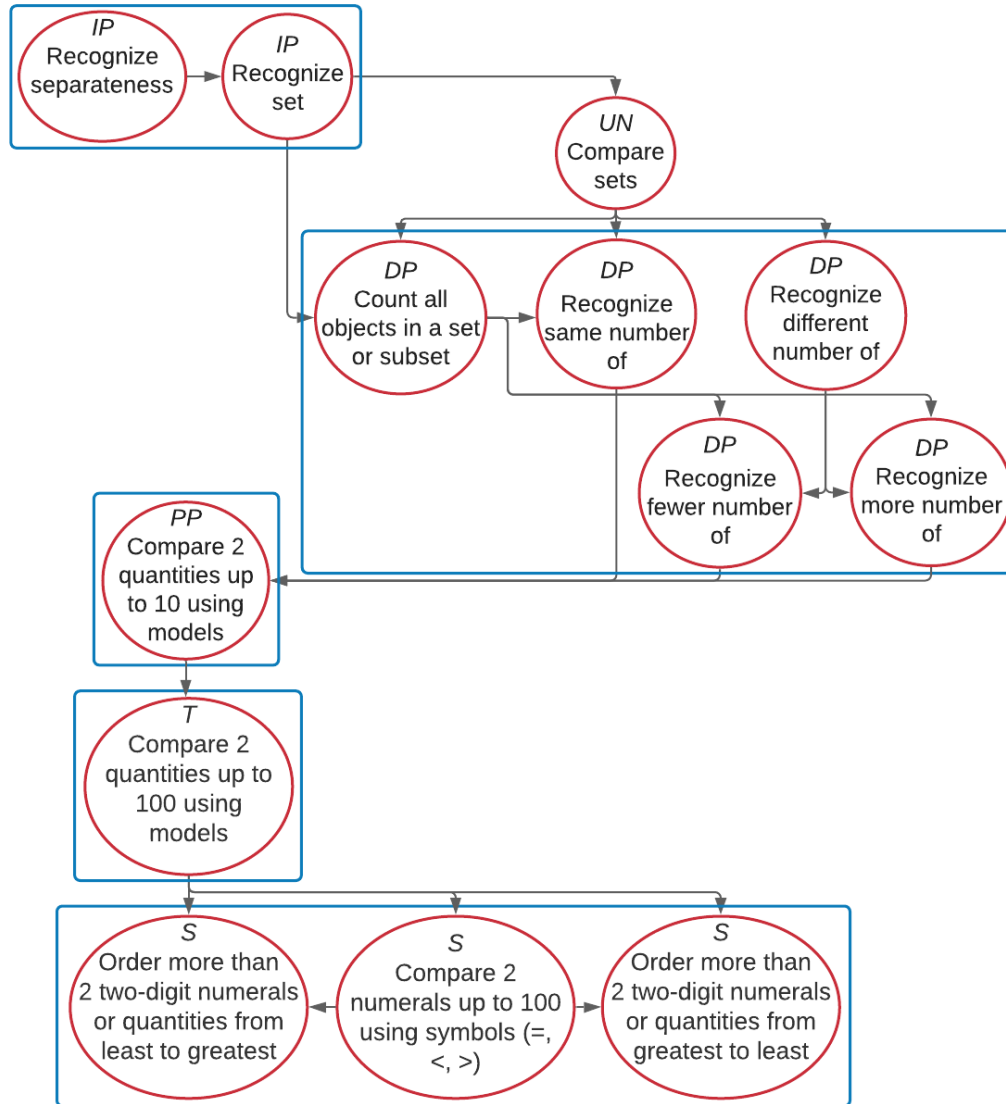 IP
Recognize
separateness
IP
Recognize
set
UN
Compare
sets
DP
Count all
objects in a set
or subset
DP
Recognize
same number
of
DP
Recognize
different
number of
DP
Recognize
fewer number
of
DP
Recognize
more number
of
PP
Compare 2
quantities up
to 10 using
models
T
Compare 2
quantities up to
100 using
models
S
Order more than
2 two-digit numerals
or quantities from
least to greatest
S
Compare 2
numerals up to 100
using symbols (=,
<, >)
S
Order more than
2 two-digit numerals
or quantities from
greatest to least